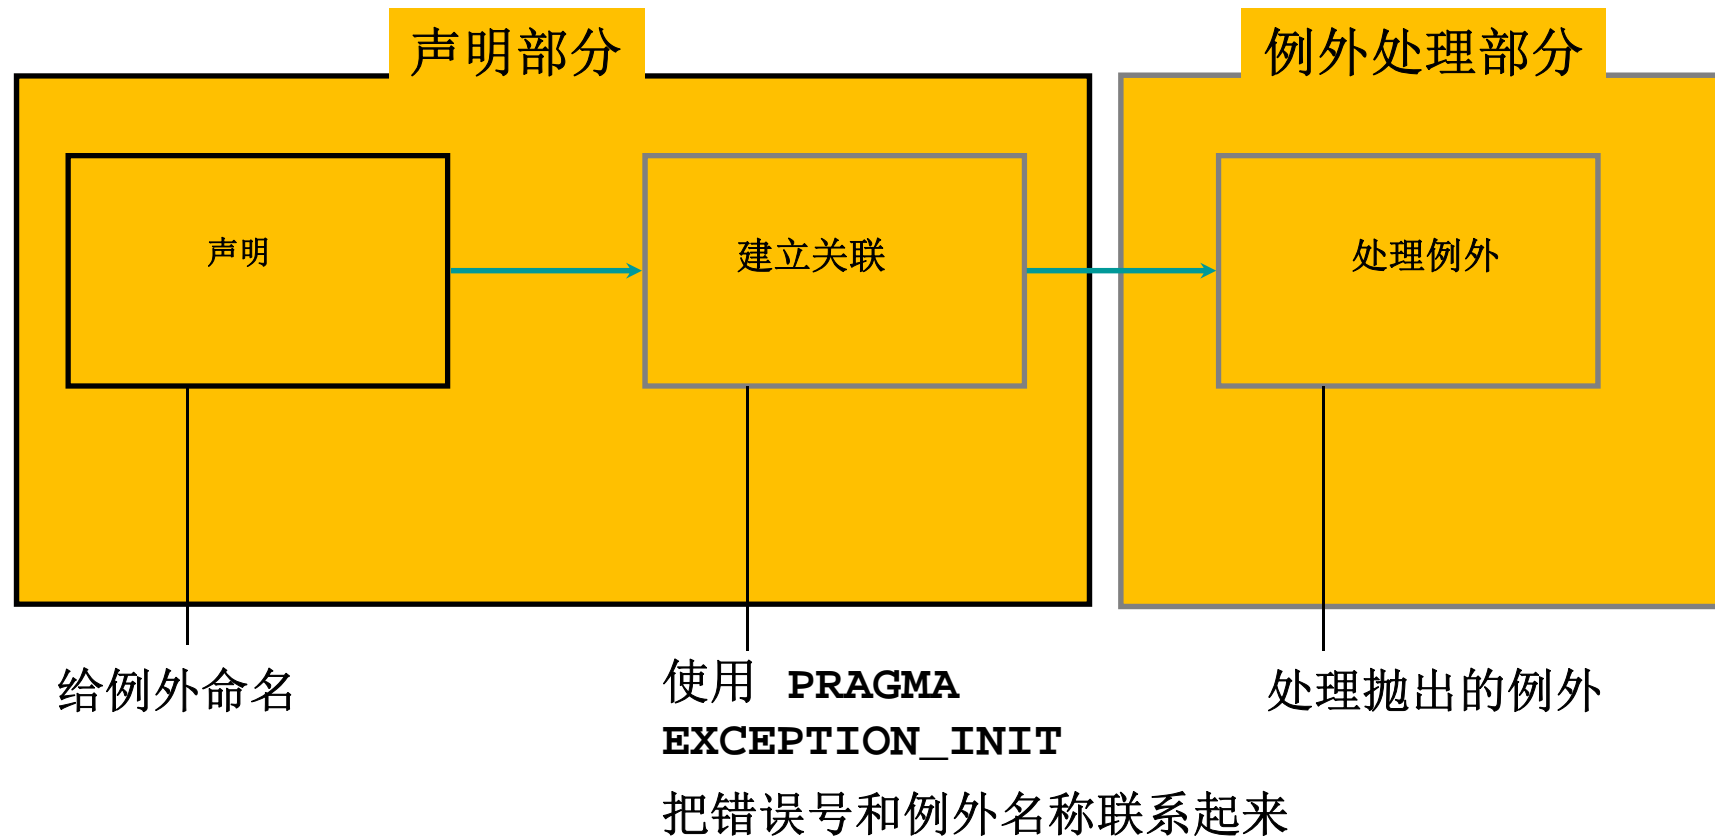 声明部分
例外处理部分
声明
建立关联
处理例外
给例外命名
使用 PRAGMA
EXCEPTION_INIT
把错误号和例外名称联系起来
处理抛出的例外